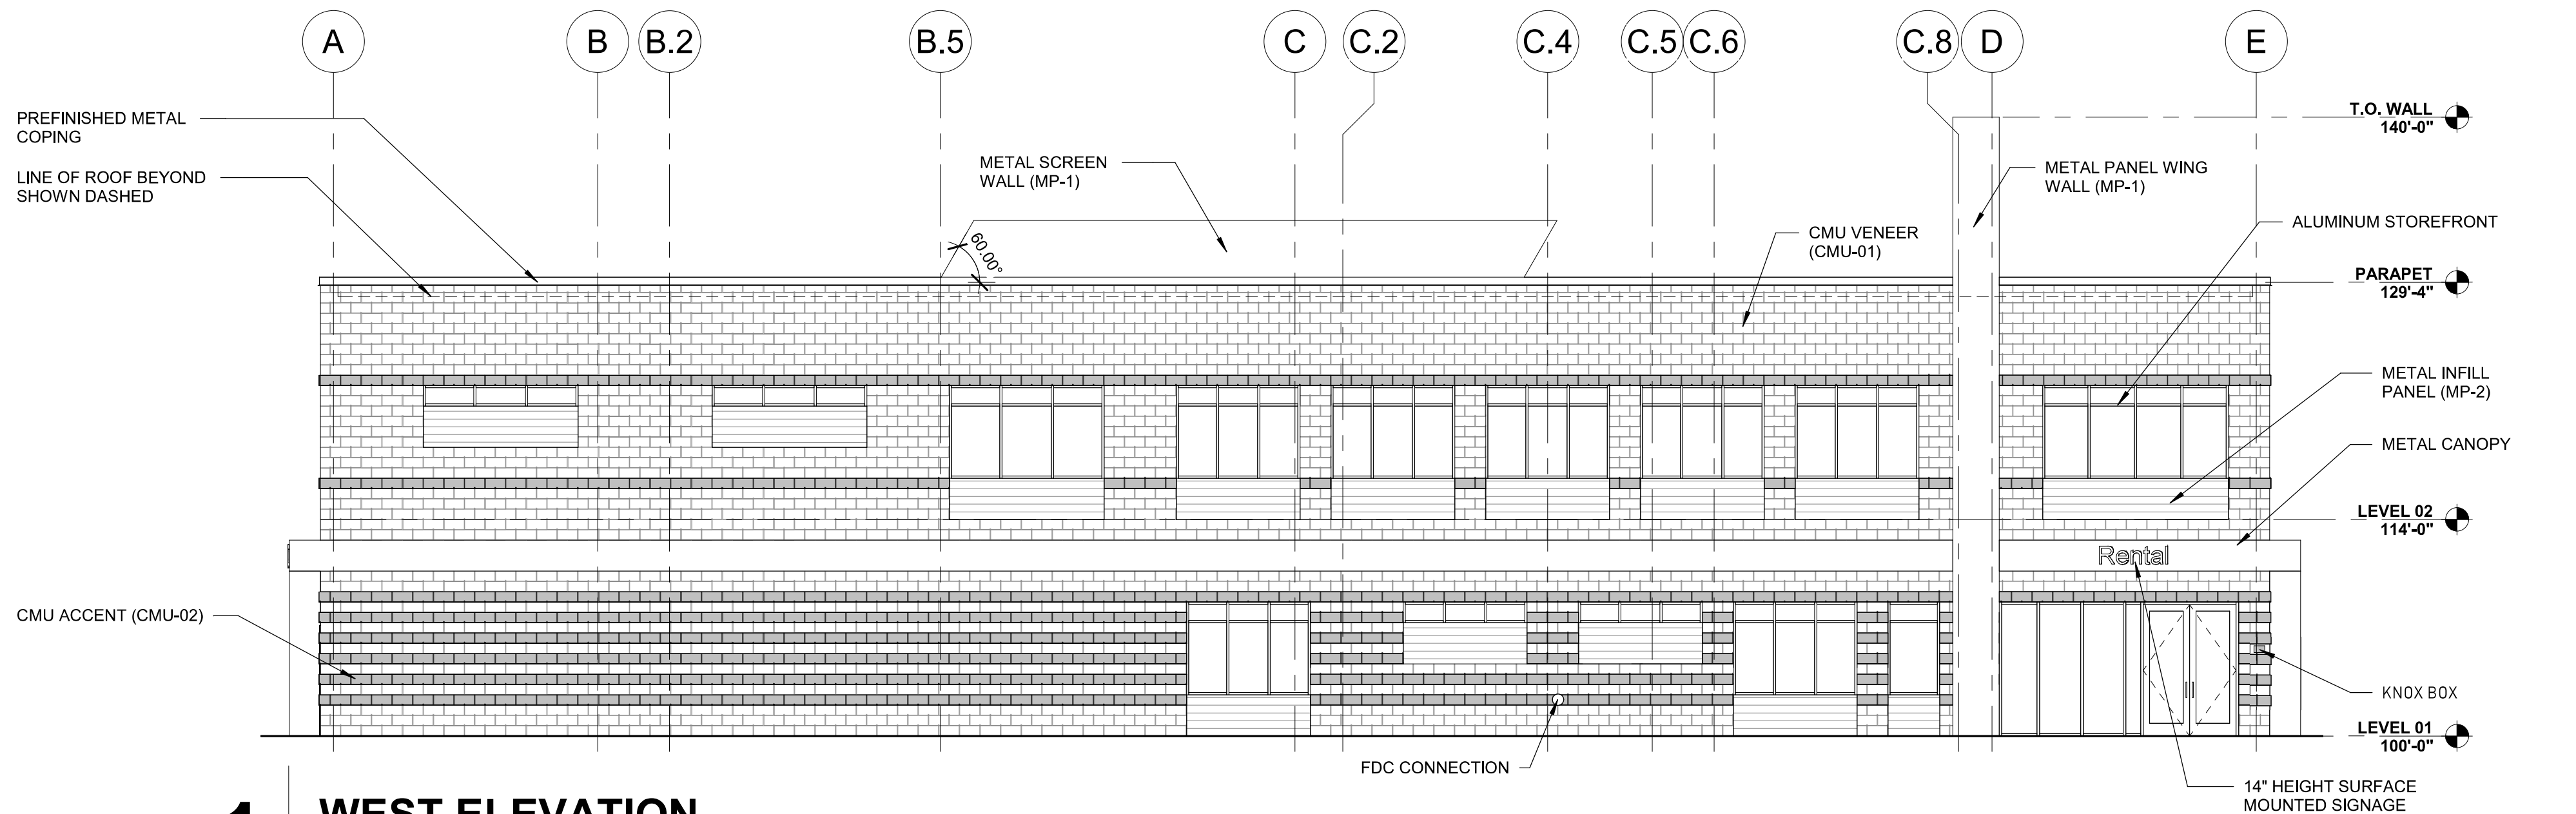 A
B
B.2
B.5
C
C.2
C.4
C.5
C.6
C.8
D
E
PREFINISHED METAL
COPING
LINE OF ROOF BEYOND
SHOWN DASHED
METAL SCREEN
WALL (MP-1)
60.00°
CMU VENEER
(CMU-01)
METAL PANEL WING
WALL (MP-1)
T.O. WALL
140'-0"
ALUMINUM STOREFRONT
PARAPET
129'-4"
METAL INFILL
PANEL (MP-2)
METAL CANOPY
LEVEL 02
114'-0"
Rental
CMU ACCENT (CMU-02)
KNOX BOX
LEVEL 01
100'-0"
FDC CONNECTION
14" HEIGHT SURFACE
MOUNTED SIGNAGE
1
WEST ELEVATION